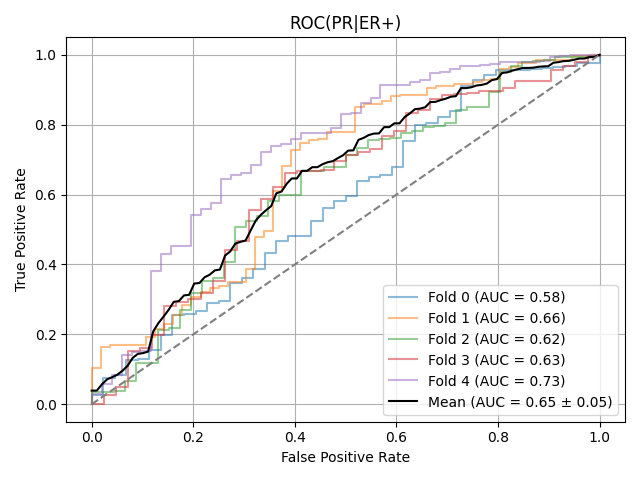 ROC(PR|ER+)
True Positive Rate
1.0
0.8
0.6
0.4
0.2
0.0
0.0 0.2 0.4 0.6 0.8 1.0
False Positive Rate
Fold 0 (AUC = 0.58)
Fold 1 (AUC = 0.66)
Fold 2 (AUC = 0.62)
Fold 3 (AUC = 0.63)
Fold 4 (AUC = 0.73)
Mean (AUC = 0.65 ± 0.05)